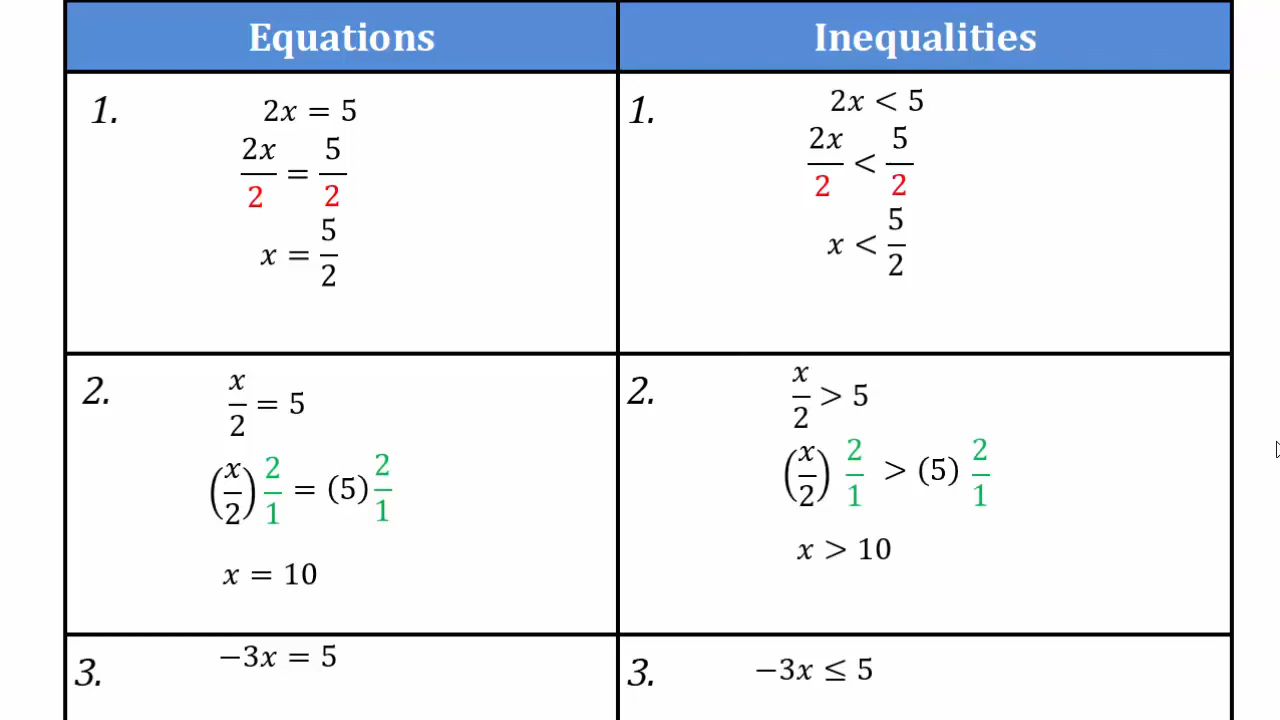 Equations
Inequalities
1.
2x = 5
2x/2 = 5/2
x = 5/2
1.
2x < 5
2x/2 < 5/2
x < 5/2
2.
x/2 = 5
(x/2) 2/1 = (5) 2/1
x = 10
2.
x/2 > 5
(x/2) 2/1 > (5) 2/1
x > 10
3.
−3x = 5
3.
−3x ≤ 5